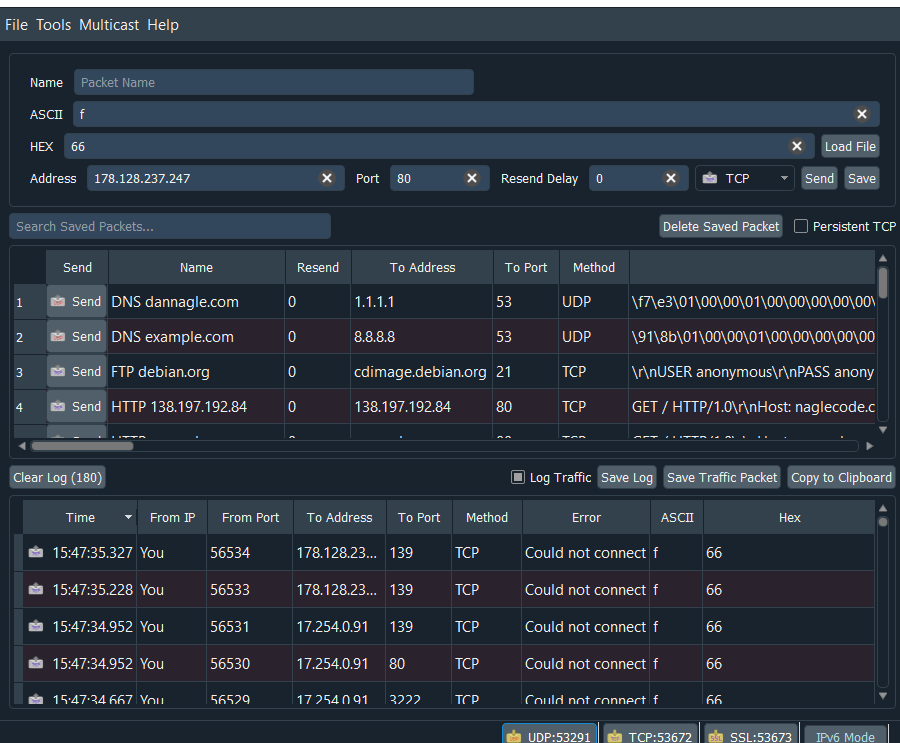 File Tools Multicast Help
Name Packet Name
ASCII f
HEX 66 Load File
Address 178.128.237.247 Port 80 Resend Delay 0 TCP Send Save
Search Saved Packets... Delete Saved Packet Persistent TCP
Send Name Resend To Address To Port Method
1 Send DNS dannagle.com 0 1.1.1.1 53 UDP \f7\e3\01\00\00\01\00\00\00\00\00\
2 Send DNS example.com 0 8.8.8.8 53 UDP \91\8b\01\00\00\01\00\00\00\00\00
3 Send FTP debian.org 0 cdimage.debian.org 21 TCP \r\nUSER anonymous\r\nPASS anony
4 Send HTTP 138.197.192.84 0 138.197.192.84 80 TCP GET / HTTP/1.0\r\nHost: naglecode.c
Clear Log (180) Log Traffic Save Log Save Traffic Packet Copy to Clipboard
Time From IP From Port To Address To Port Method Error ASCII Hex
15:47:35.327 You 56534 178.128.23... 139 TCP Could not connect f 66
15:47:35.228 You 56533 178.128.23... 139 TCP Could not connect f 66
15:47:34.952 You 56531 17.254.0.91 139 TCP Could not connect f 66
15:47:34.952 You 56530 17.254.0.91 80 TCP Could not connect f 66
15:47:34.667 You 56529 17.254.0.91 3222 TCP Could not connect f 66
UDP:53291 TCP:53672 SSL:53673 IPv6 Mode